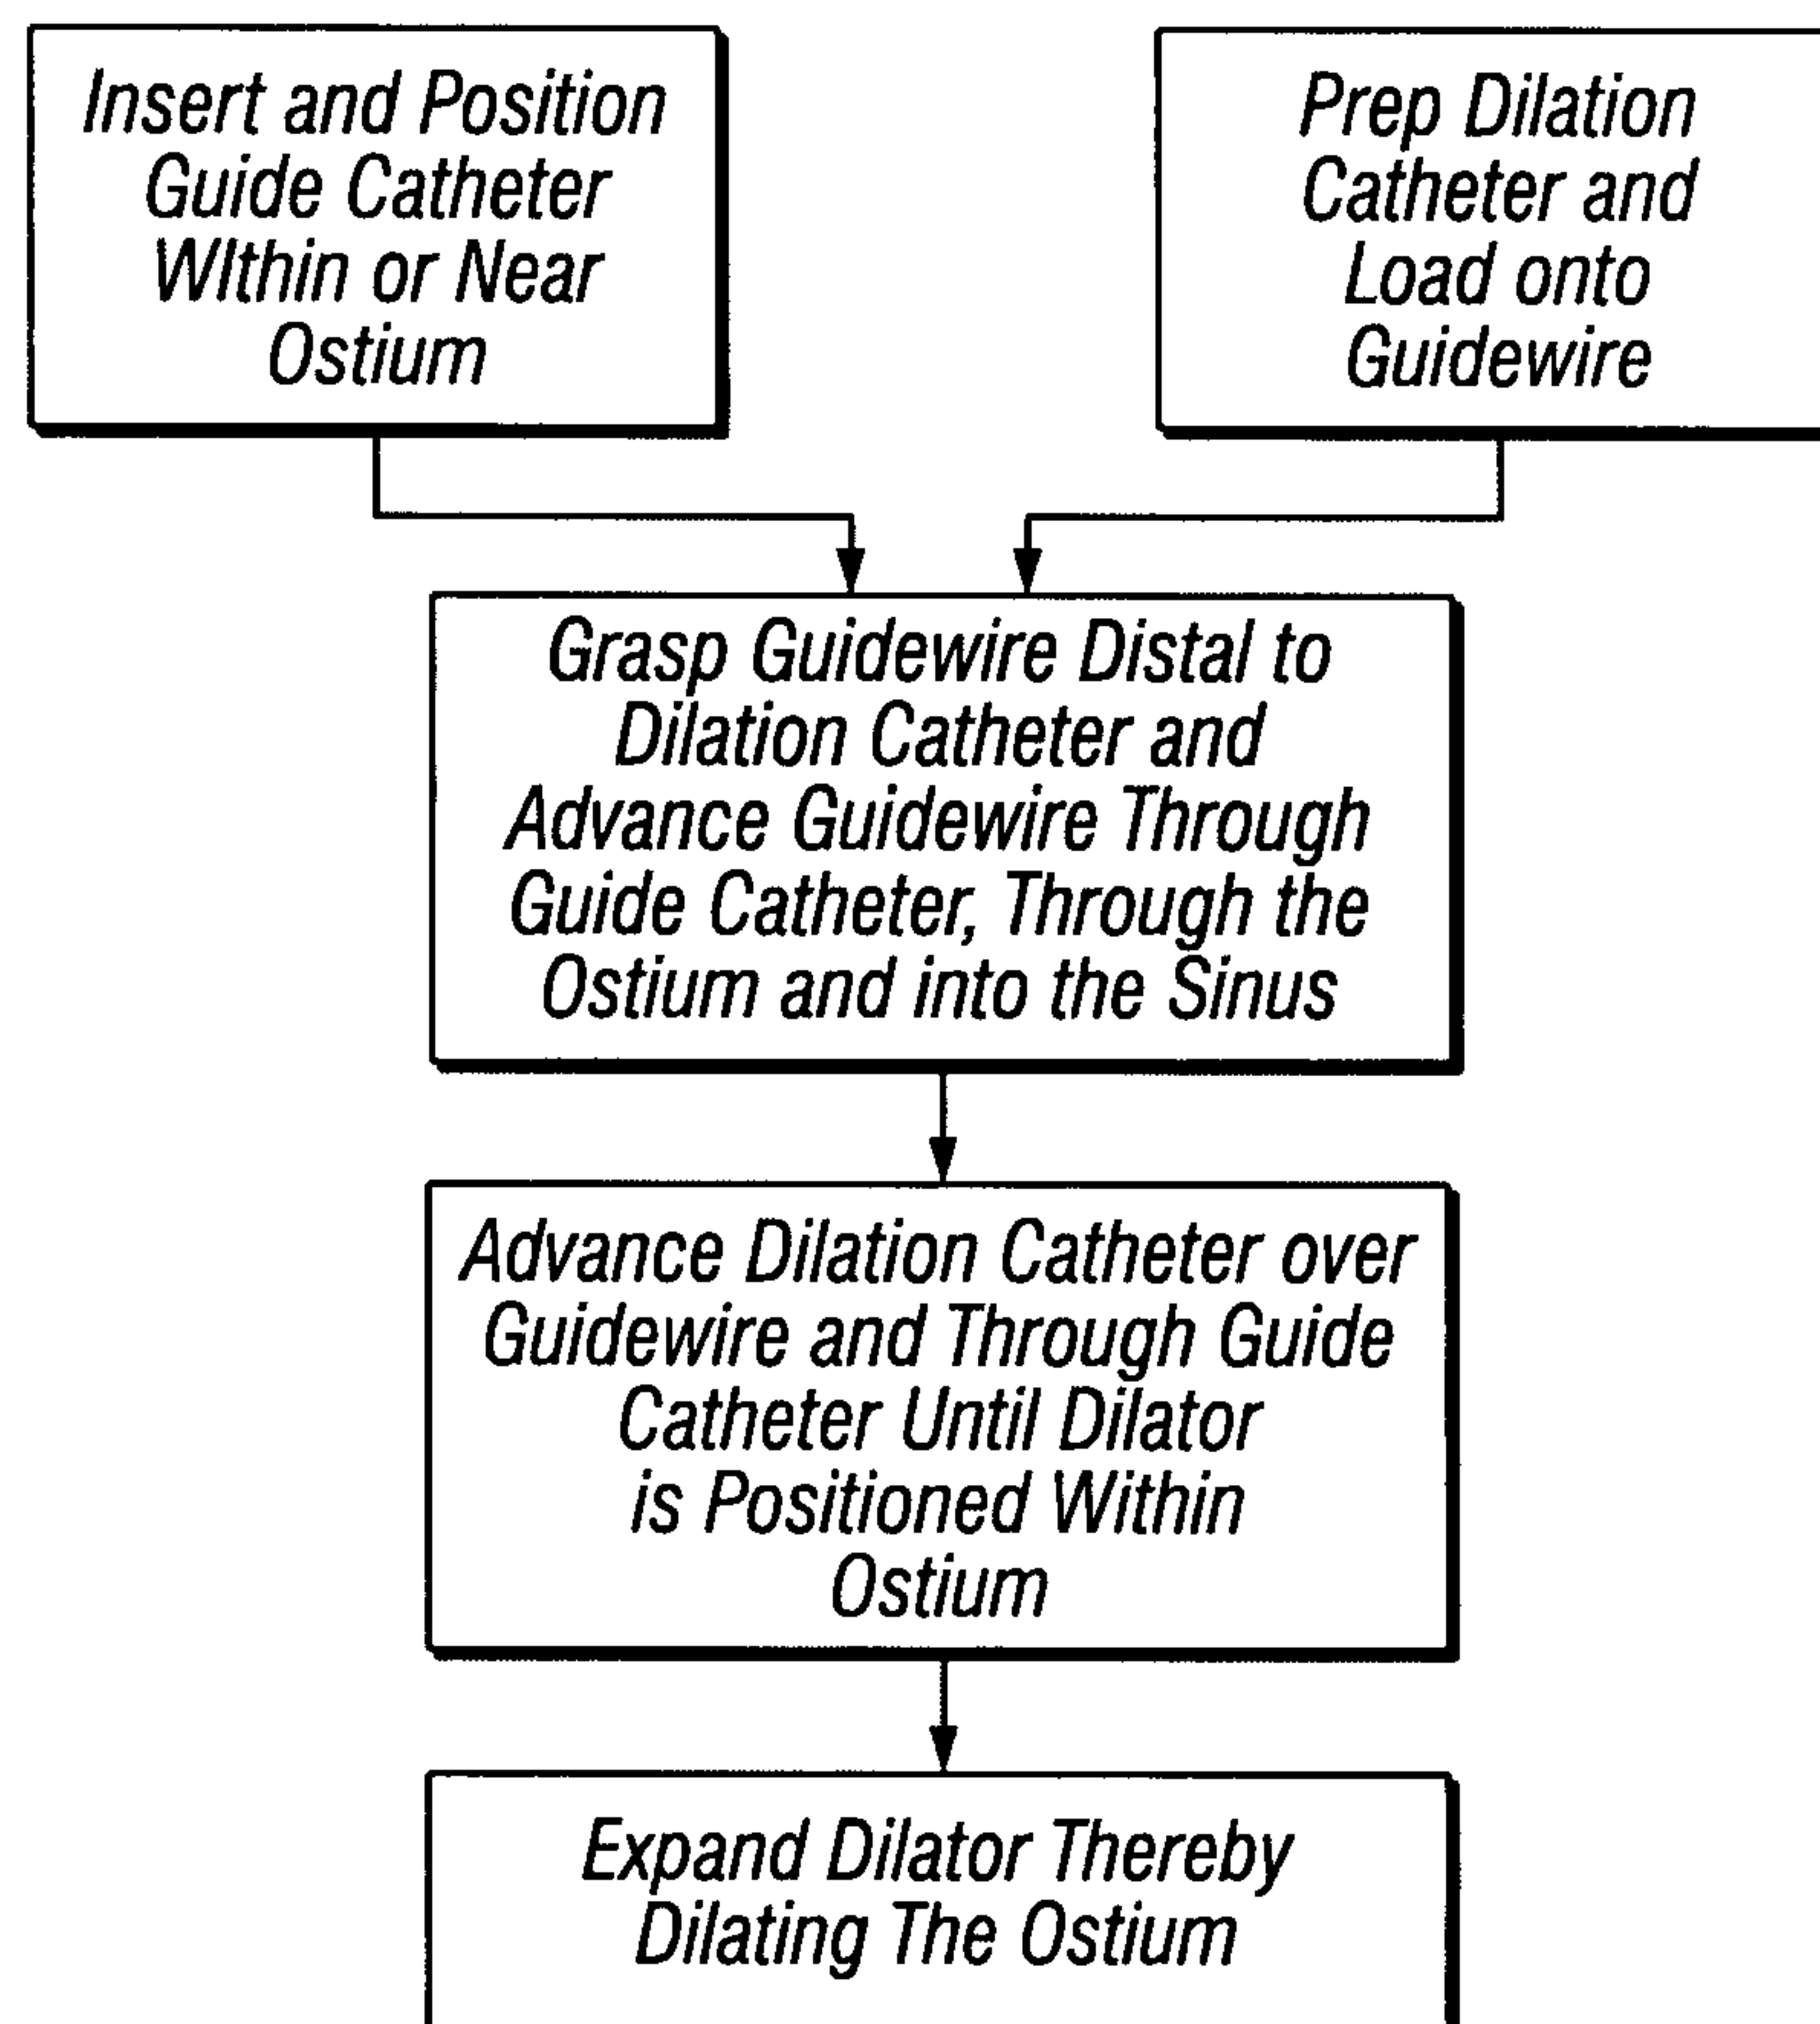 Insert and Position
Guide Catheter
WIthin or Near
Ostium
Prep Dilation
Catheter and
Load onto
Guidewire
Grasp Guidewire Distal to
Dilation Catheter and
Advance Guidewire Through
Guide Catheter, Through the
Ostium and into the Sinus
Advance Dilation Catheter over
Guidewire and Through Guide
Catheter Until Dilator
is Positioned Within
Ostium
Expand Dilator Thereby
Dilating The Ostium